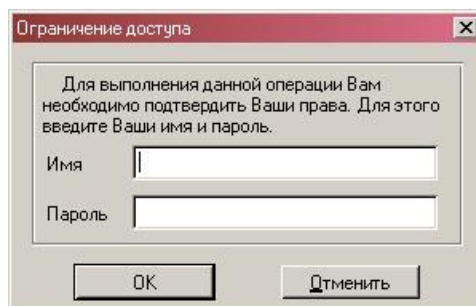 Ограничение доступа
Для выполнения данной операции Вам
необходимо подтвердить Ваши права. Для этого
введите Ваши имя и пароль.
Имя
Пароль
OK
Отменить